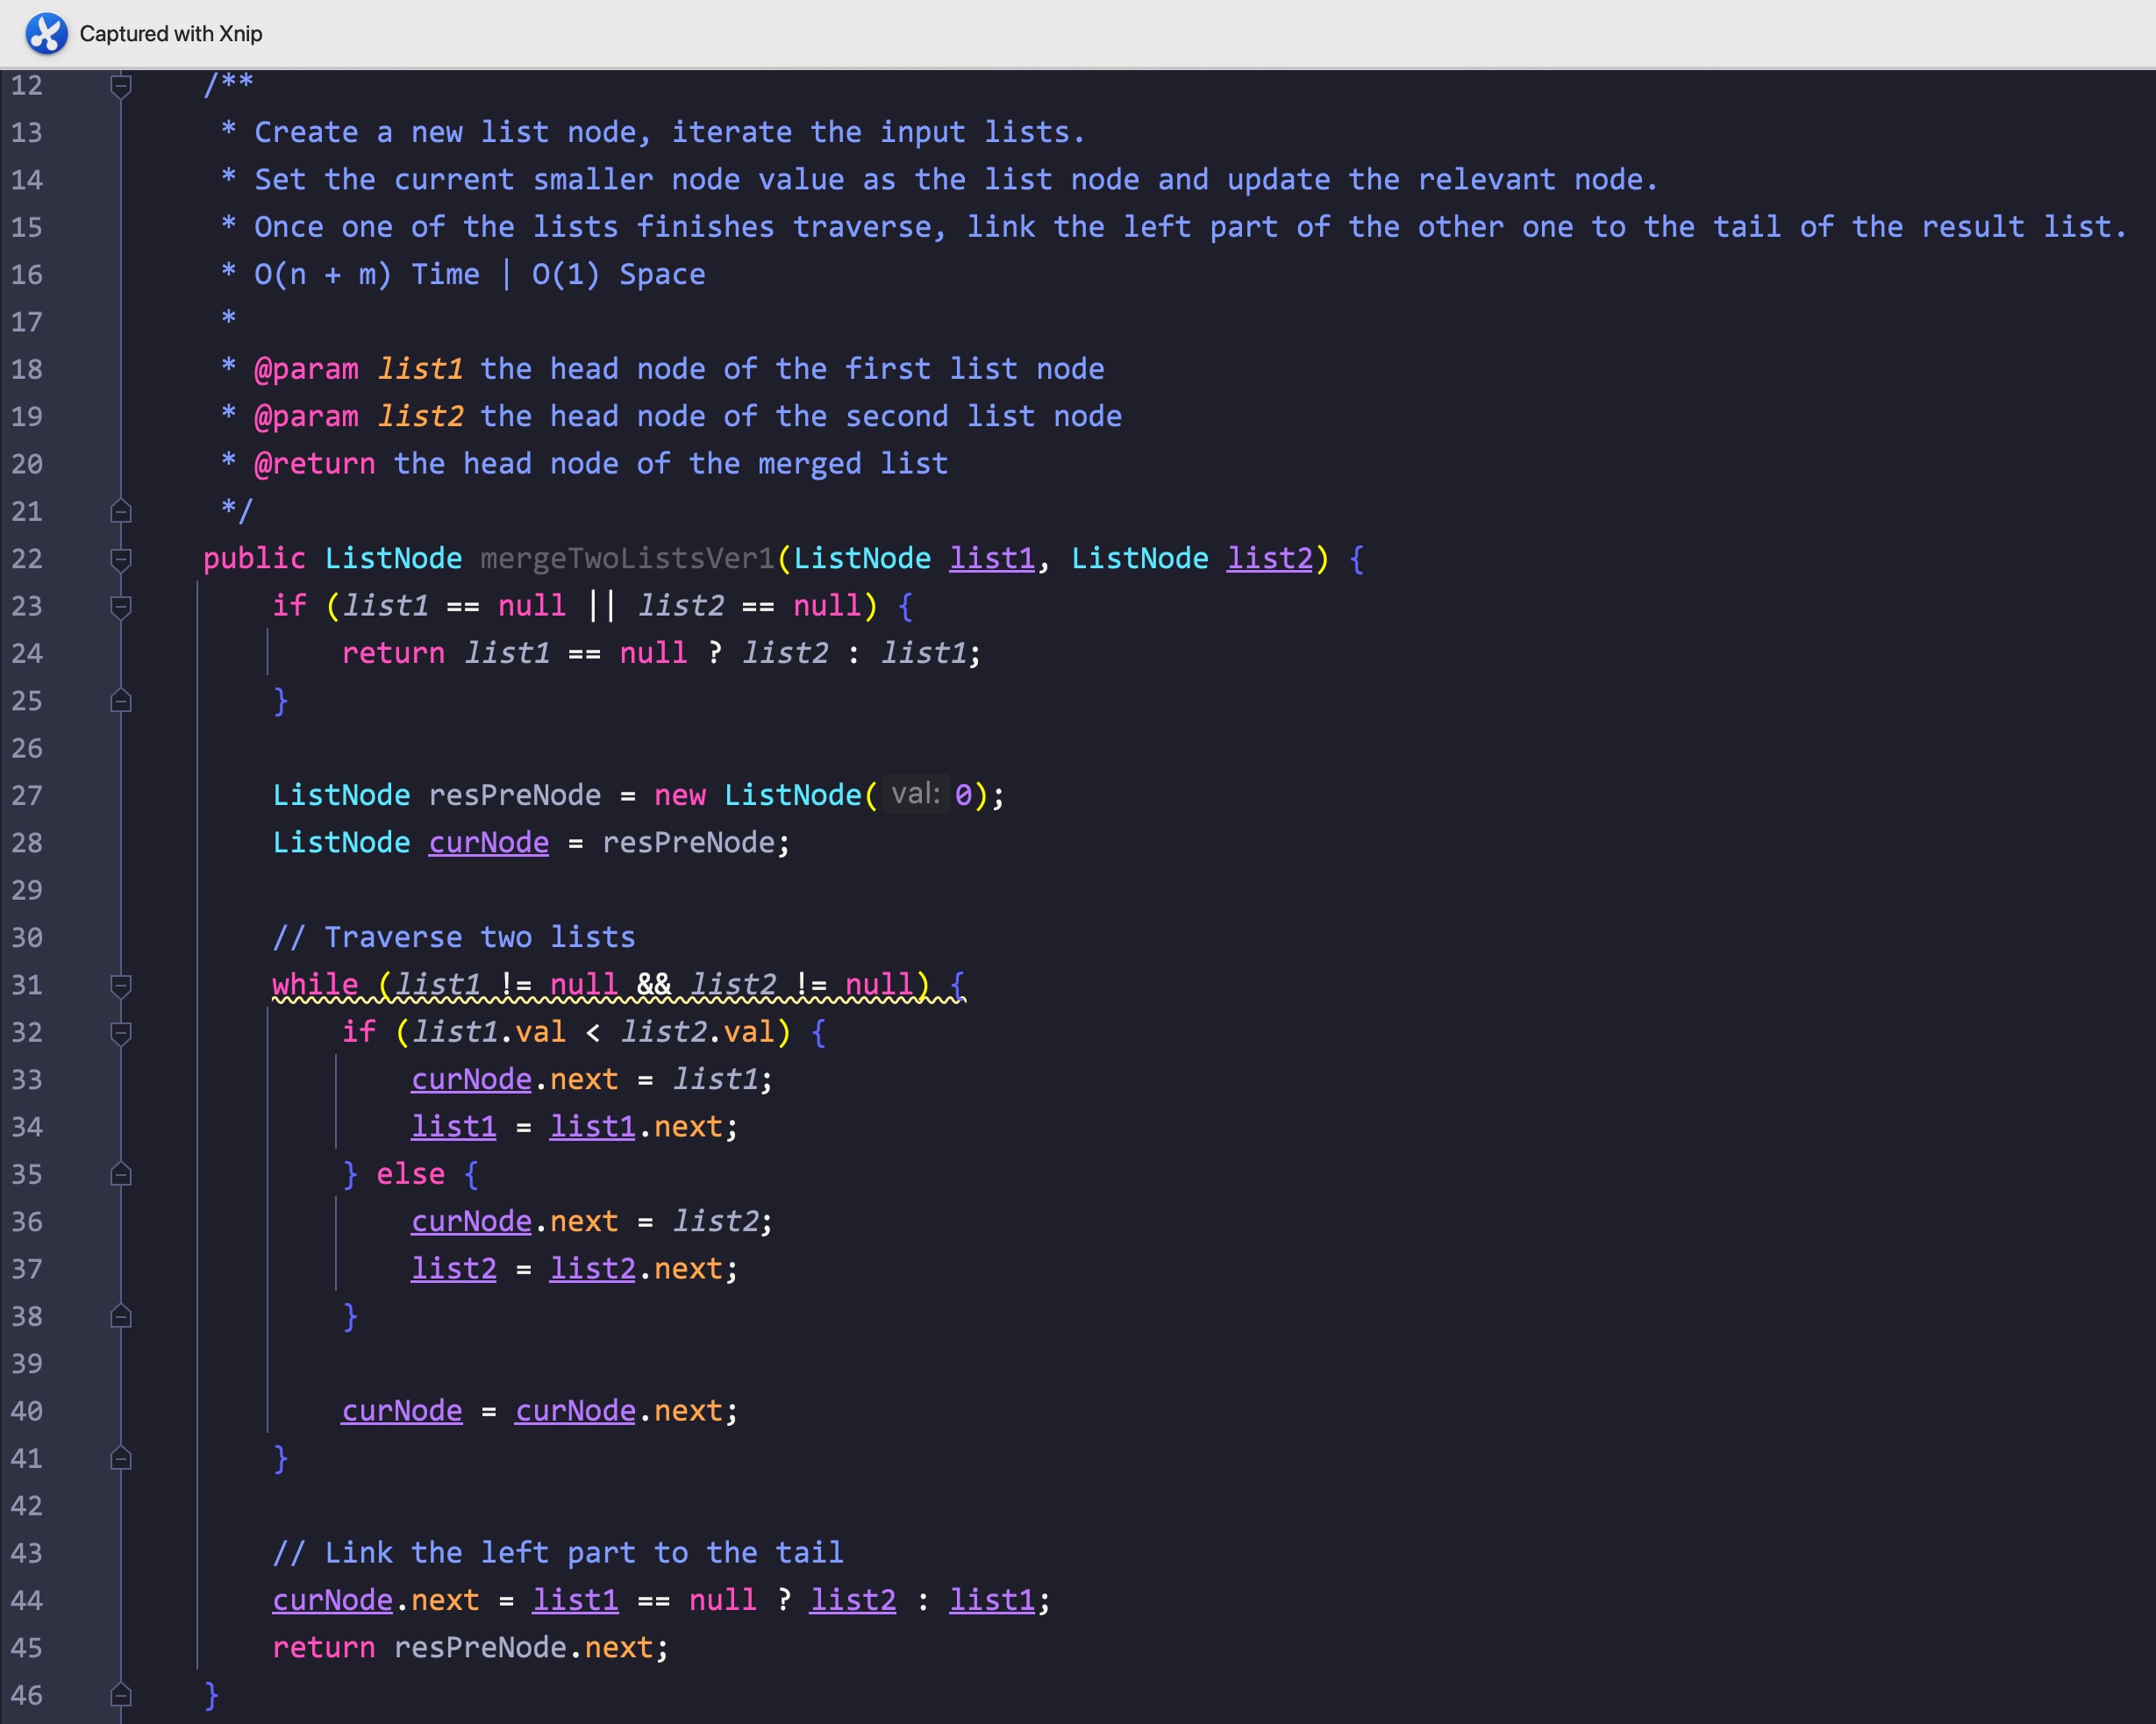 Captured with Xnip
12 /**
13 * Create a new list node, iterate the input lists.
14 * Set the current smaller node value as the list node and update the relevant node.
15 * Once one of the lists finishes traverse, link the left part of the other one to the tail of the result list.
16 * O(n + m) Time | O(1) Space
17 *
18 * @param list1 the head node of the first list node
19 * @param list2 the head node of the second list node
20 * @return the head node of the merged list
21 */
22 public ListNode mergeTwoListsVer1(ListNode list1, ListNode list2) {
23 if (list1 == null || list2 == null) {
24 return list1 == null ? list2 : list1;
25 }
26
27 ListNode resPreNode = new ListNode( val: 0);
28 ListNode curNode = resPreNode;
29
30 // Traverse two lists
31 while (list1 != null && list2 != null) {
32 if (list1.val < list2.val) {
33 curNode.next = list1;
34 list1 = list1.next;
35 } else {
36 curNode.next = list2;
37 list2 = list2.next;
38 }
39
40 curNode = curNode.next;
41 }
42
43 // Link the left part to the tail
44 curNode.next = list1 == null ? list2 : list1;
45 return resPreNode.next;
46 }